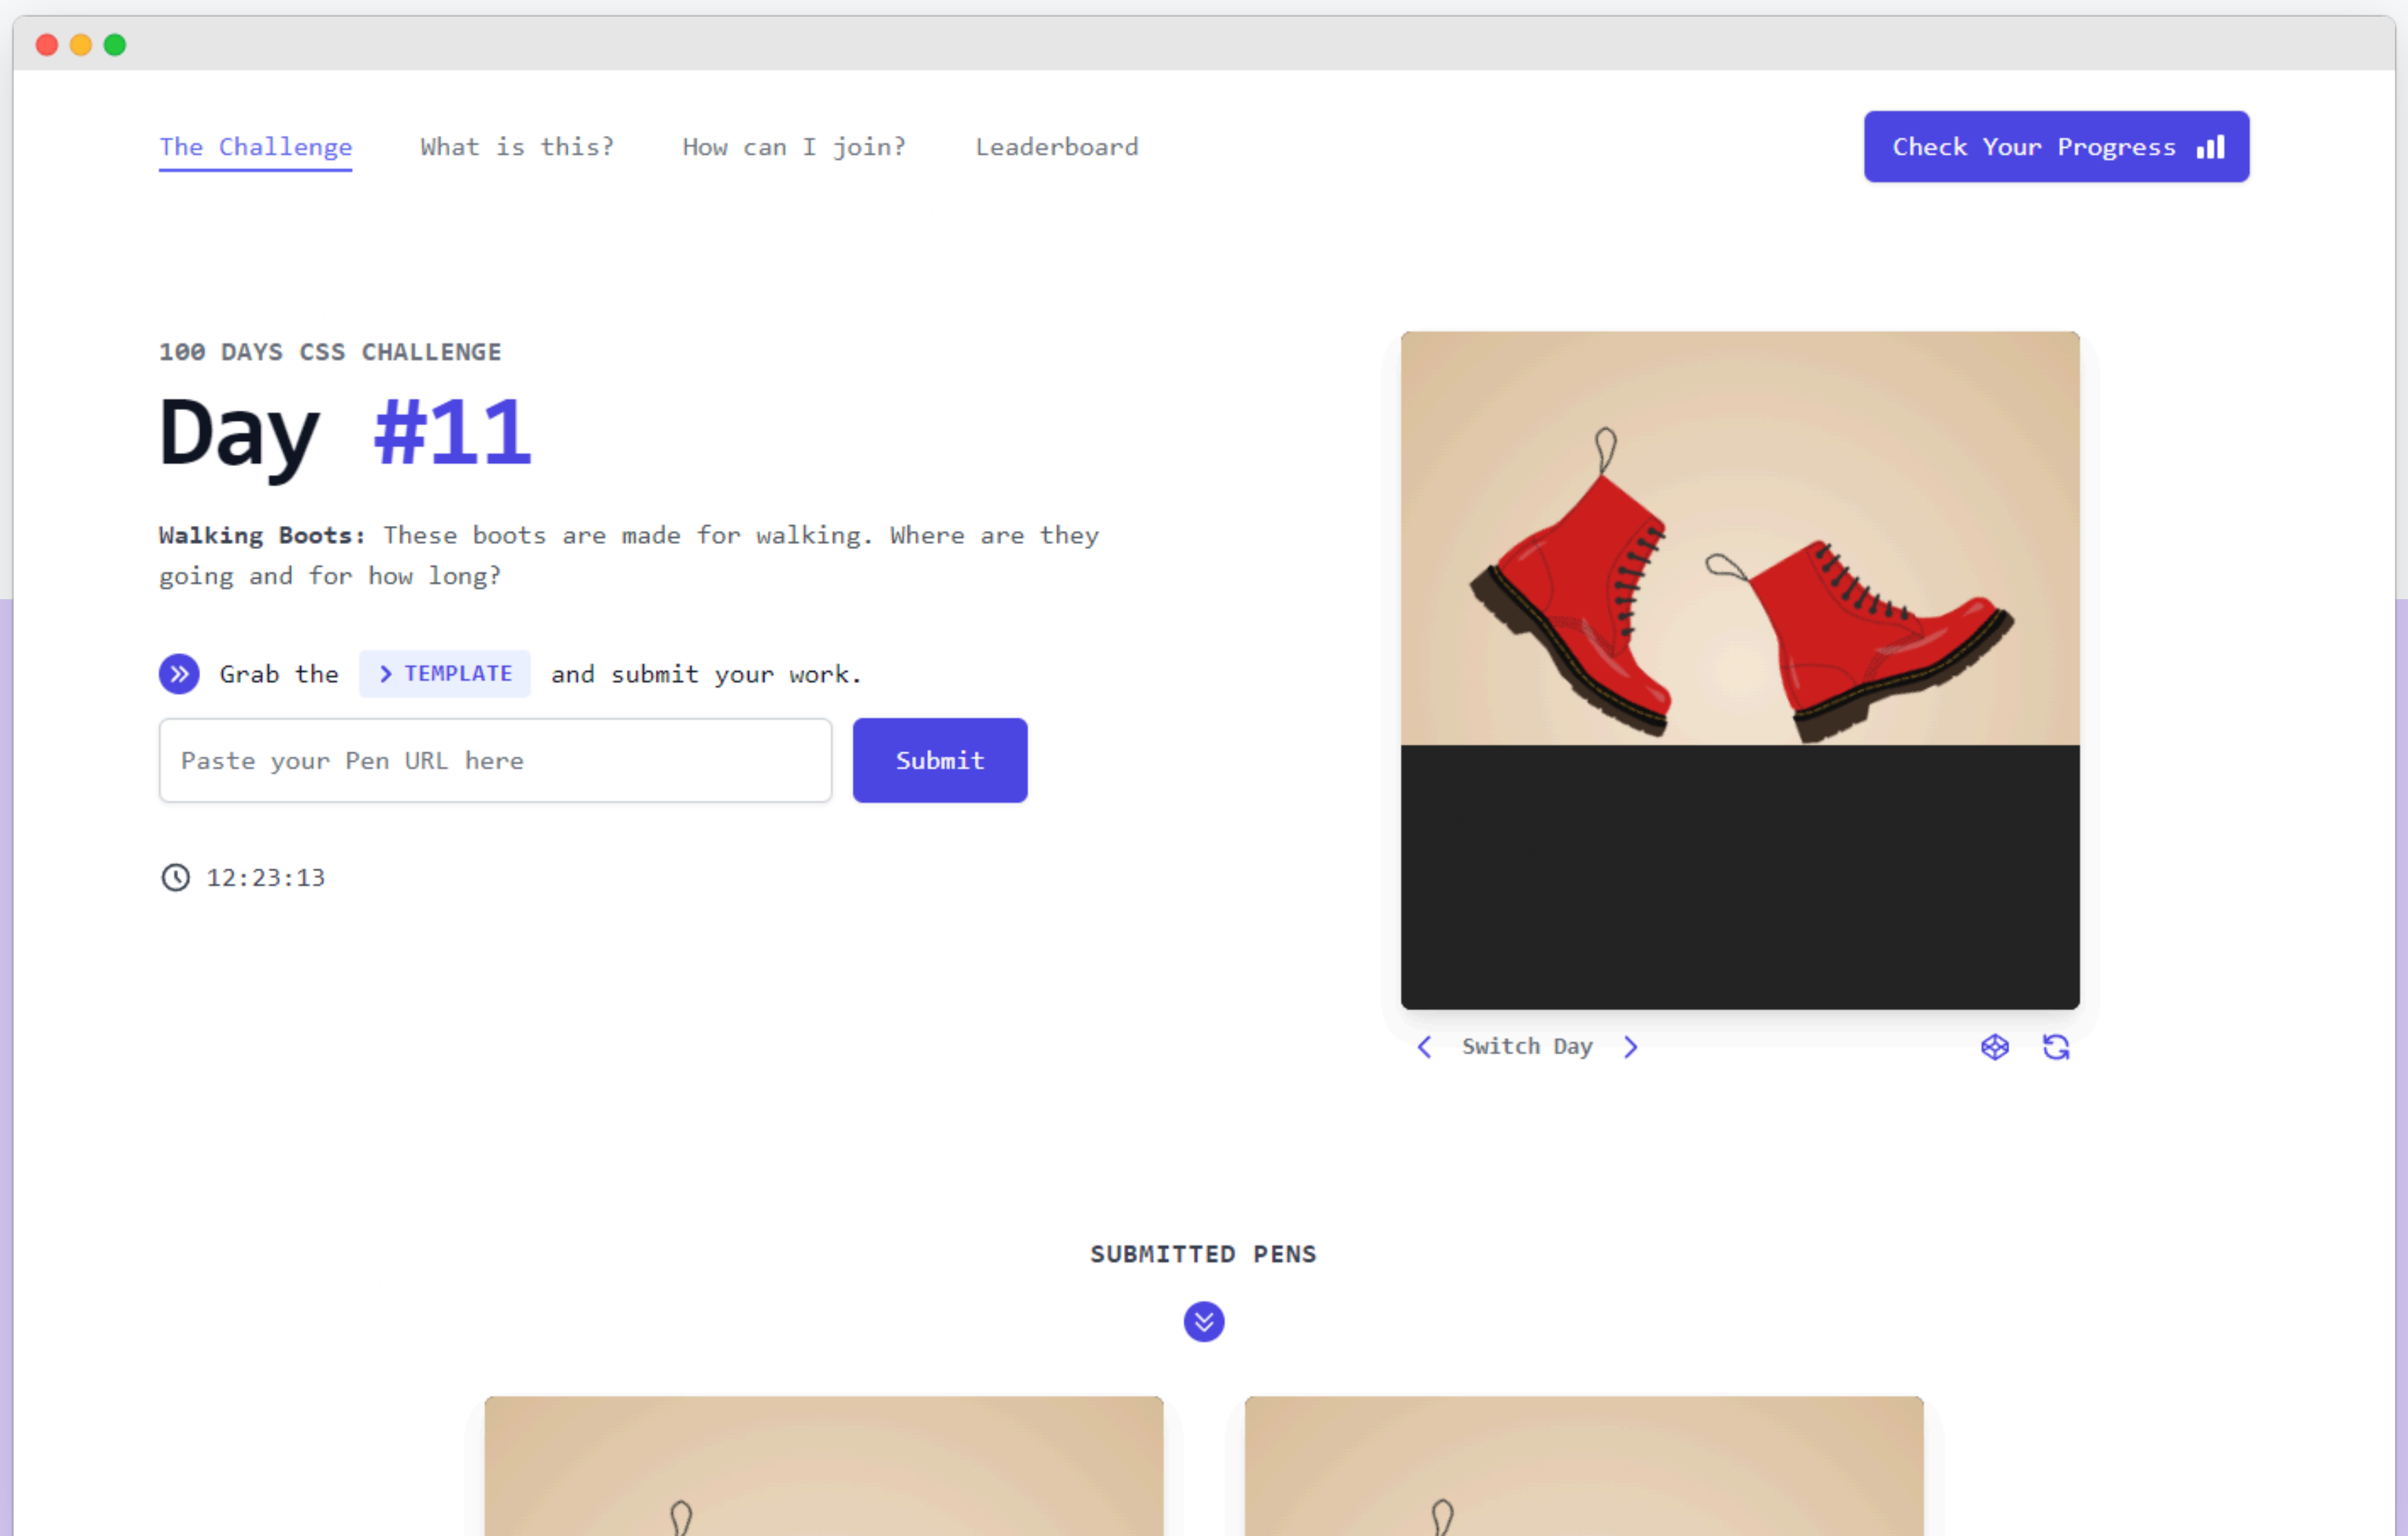 The Challenge What is this? How can I join? Leaderboard Check Your Progress
100 DAYS CSS CHALLENGE
Day #11
Walking Boots: These boots are made for walking. Where are they
going and for how long?
Grab the TEMPLATE and submit your work.
Paste your Pen URL here Submit
12:23:13
Switch Day
SUBMITTED PENS